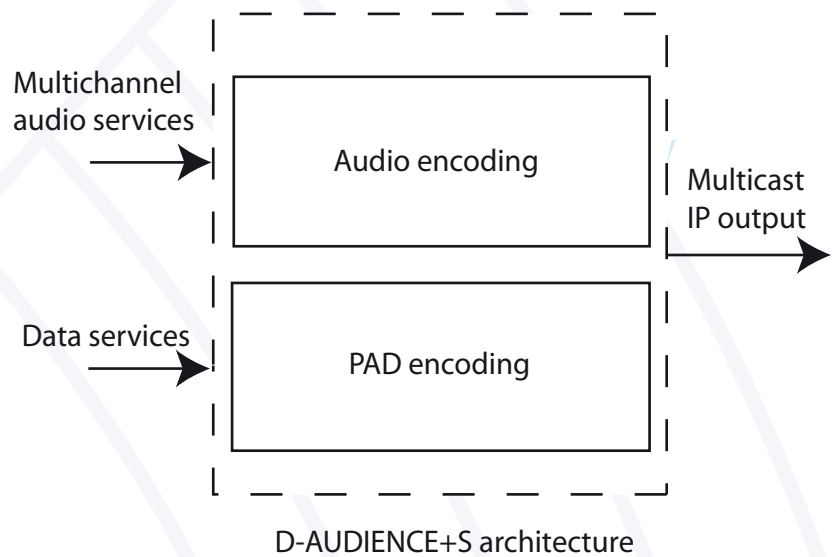 Multichannel
audio services
Audio encoding
Multicast
IP output
Data services
PAD encoding
D-AUDIENCE+S architecture